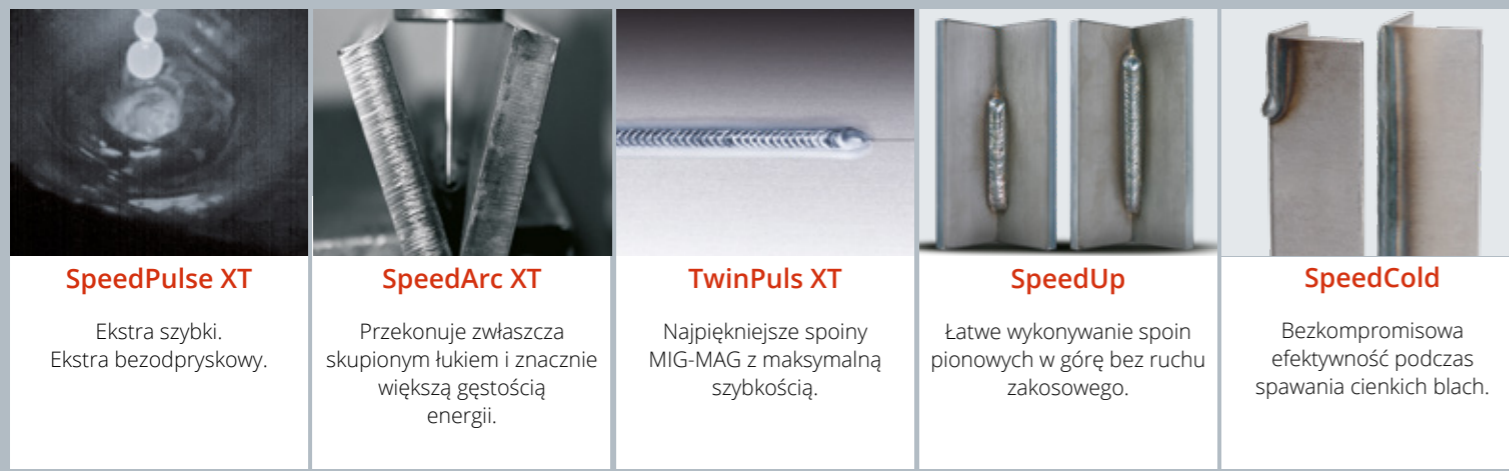 SpeedPulse XT
Ekstra szybki.
Ekstra bezodpryskowy.
SpeedArc XT
Przekonuje zwłaszcza
skupionym łukiem i znacznie
większą gęstością
energii.
TwinPuls XT
Najpiękniejsze spoiny
MIG-MAG z maksymalną
szybkością.
SpeedUp
Łatwe wykonywanie spoin
pionowych w górę bez ruchu
zakosowego.
SpeedCold
Bezkompromisowa
efektywność podczas
spawania cienkich blach.